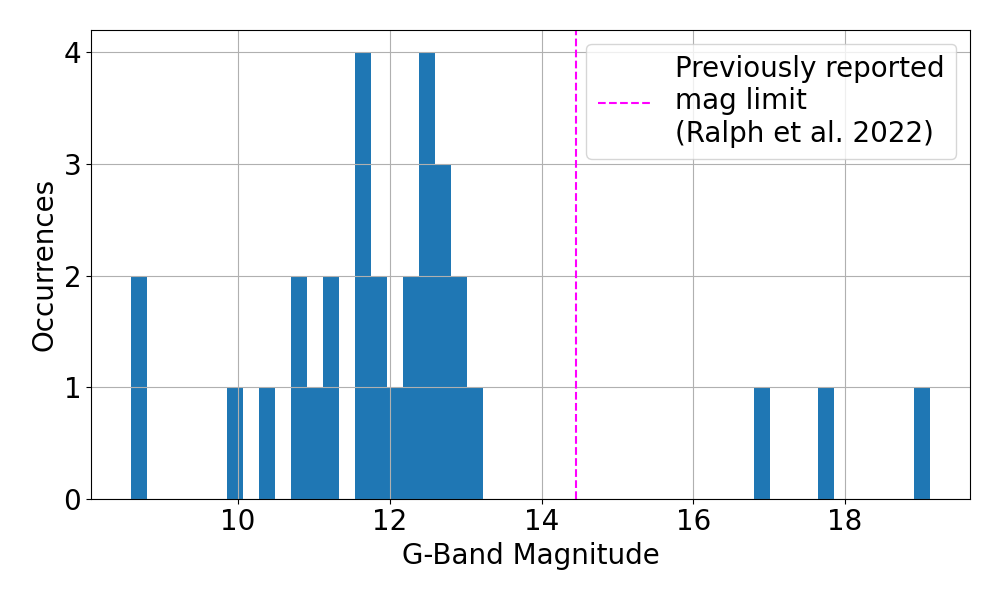 Previously reported
mag limit
(Ralph et al. 2022)
Occurrences
4
3
2
1
0
10 12 14 16 18
G-Band Magnitude